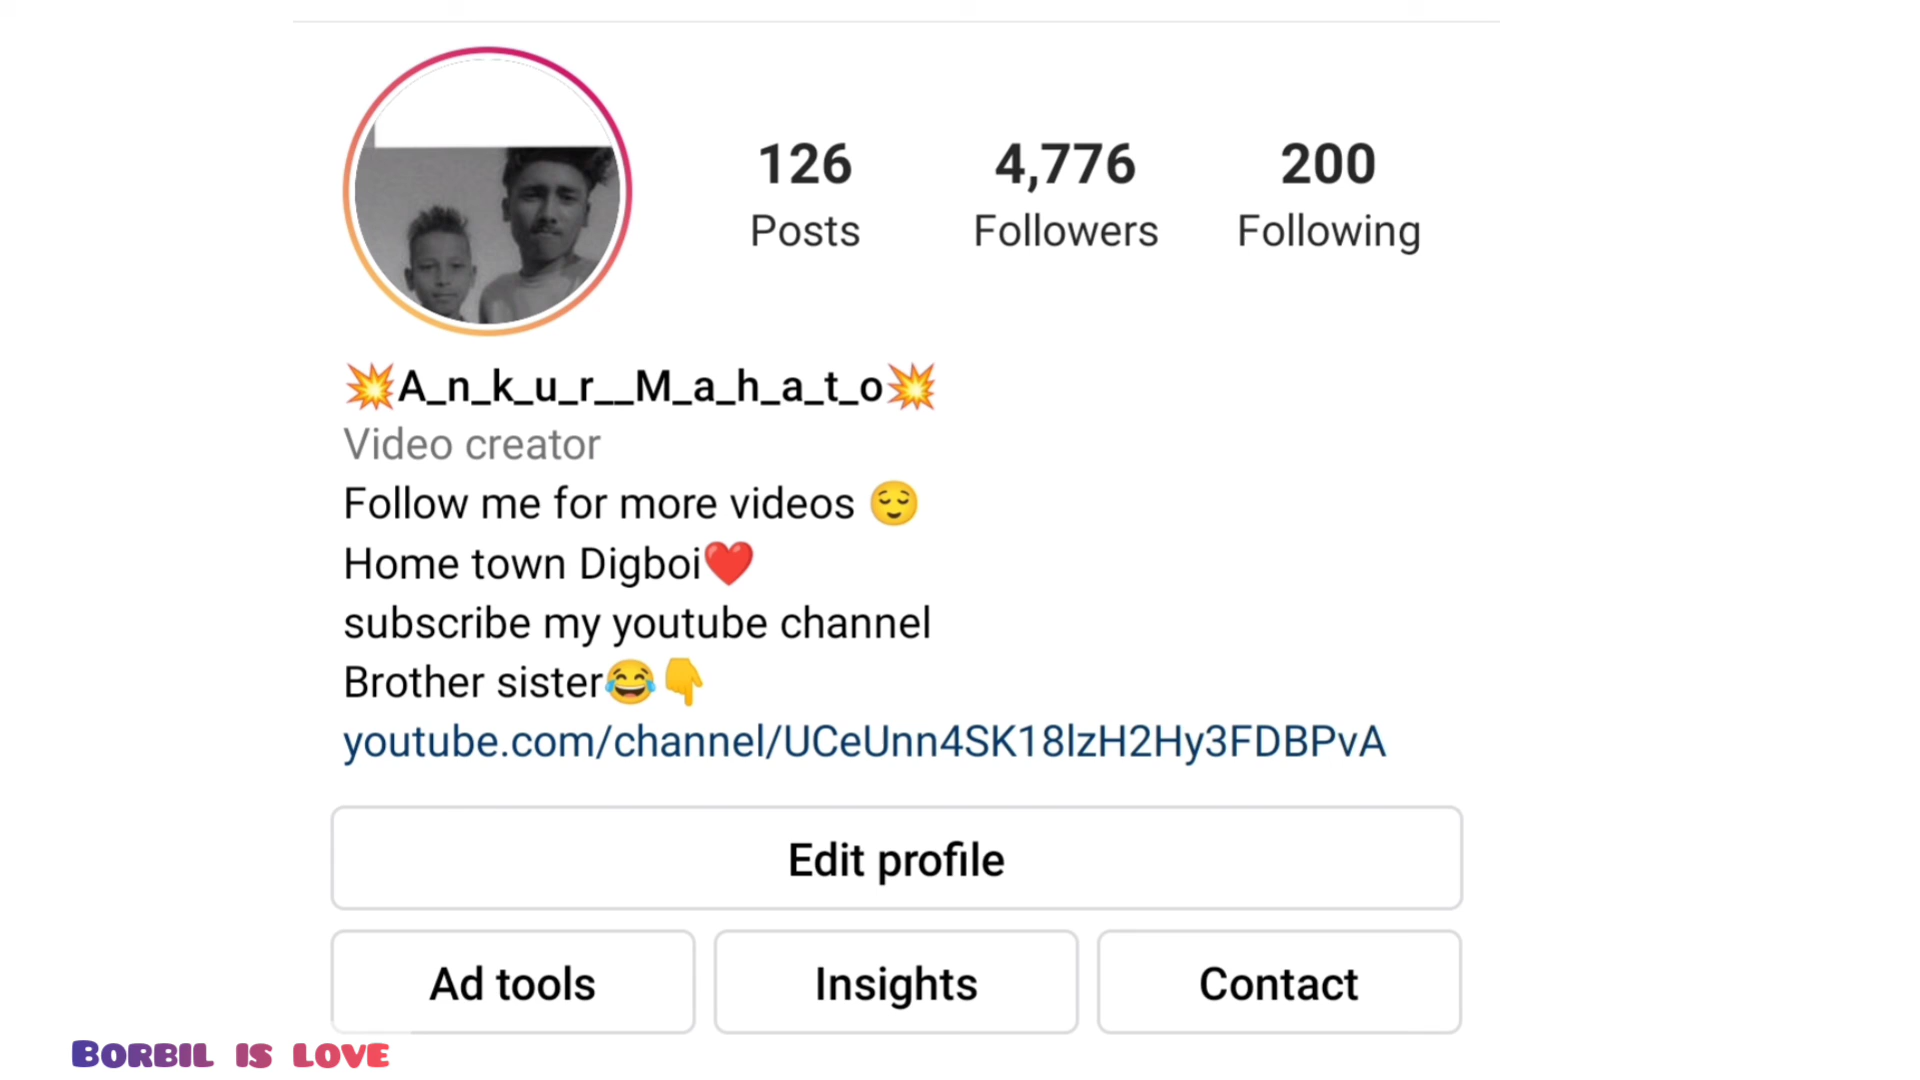 126
Posts
4,776
Followers
200
Following
💥A_n_k_u_r__M_a_h_a_t_o💥
Video creator
Follow me for more videos 😌
Home town Digboi❤️
subscribe my youtube channel
Brother sister😂👇
youtube.com/channel/UCeUnn4SK18lzH2Hy3FDBPvA
Edit profile
Ad tools
Insights
Contact
BORBIL IS LOVE